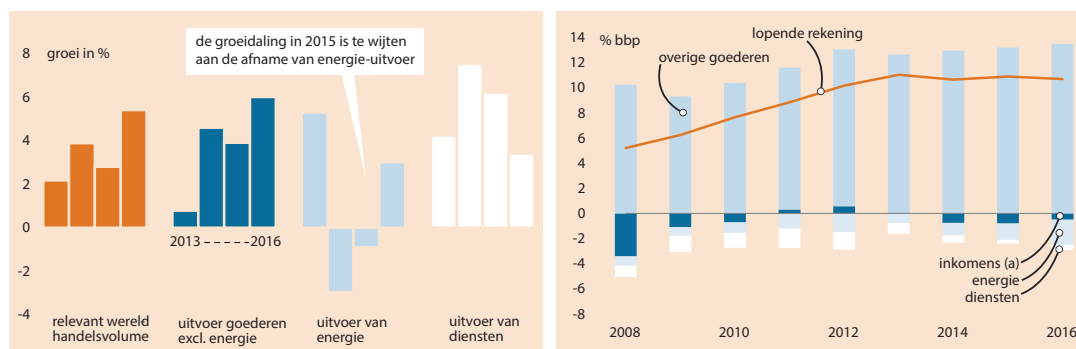 8 groei in %
6
4
2
0
-2
-4
de groeidaling in 2015 is te wijten
aan de afname van energie-uitvoer
2013 - - - - - 2016
relevant wereld
handelsvolume
uitvoer goederen
excl. energie
uitvoer van
energie
uitvoer van
diensten
14 % bbp
12
10
8
6
4
2
0
-2
-4
-6
-8
lopende rekening
overige goederen
inkomens (a)
energie
diensten
2008 2010 2012 2014 2016